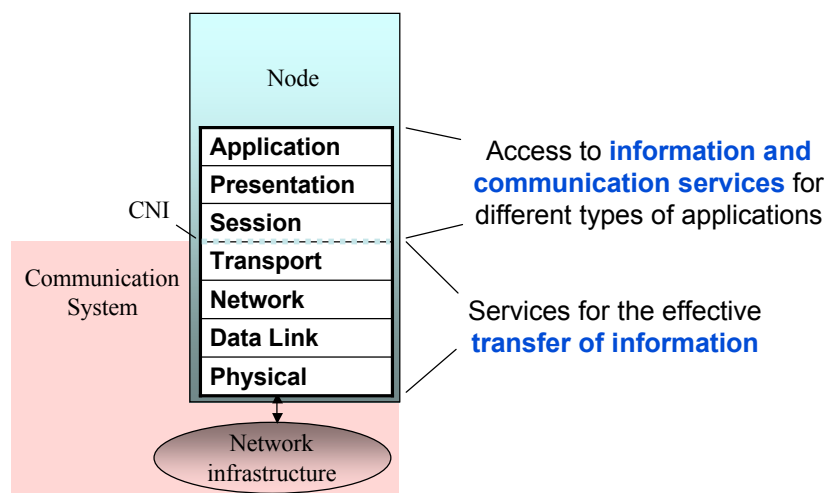 Node
Application
Presentation
Session
Transport
Network
Data Link
Physical
CNI
Communication
System
Network
infrastructure
Access to information and
communication services for
different types of applications
Services for the effective
transfer of information